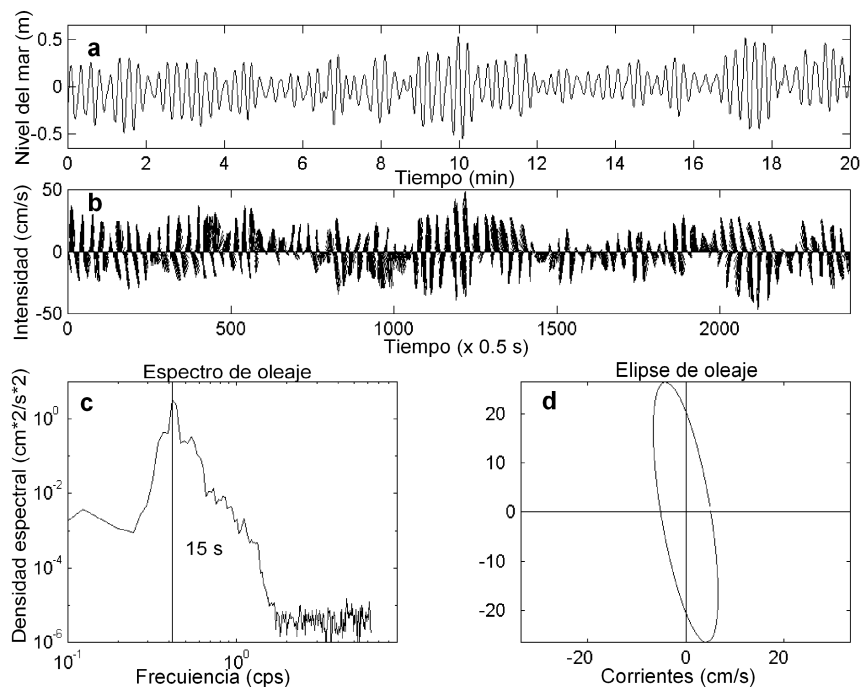 a
Nivel del mar (m)
0.5
0
-0.5
0 2 4 6 8 10 12 14 16 18 20
Tiempo (min)
b
Intensidad (cm/s)
50
0
-50
0 500 1000 1500 2000
Tiempo (x 0.5 s)
Espectro de oleaje
c
Densidad espectral (cm*2/s*2)
10^0
10^-2
10^-4
10^-6
15 s
10^-1 10^0
Frecuiencia (cps)
Elipse de oleaje
d
20
10
0
-10
-20
-20 0 20
Corrientes (cm/s)